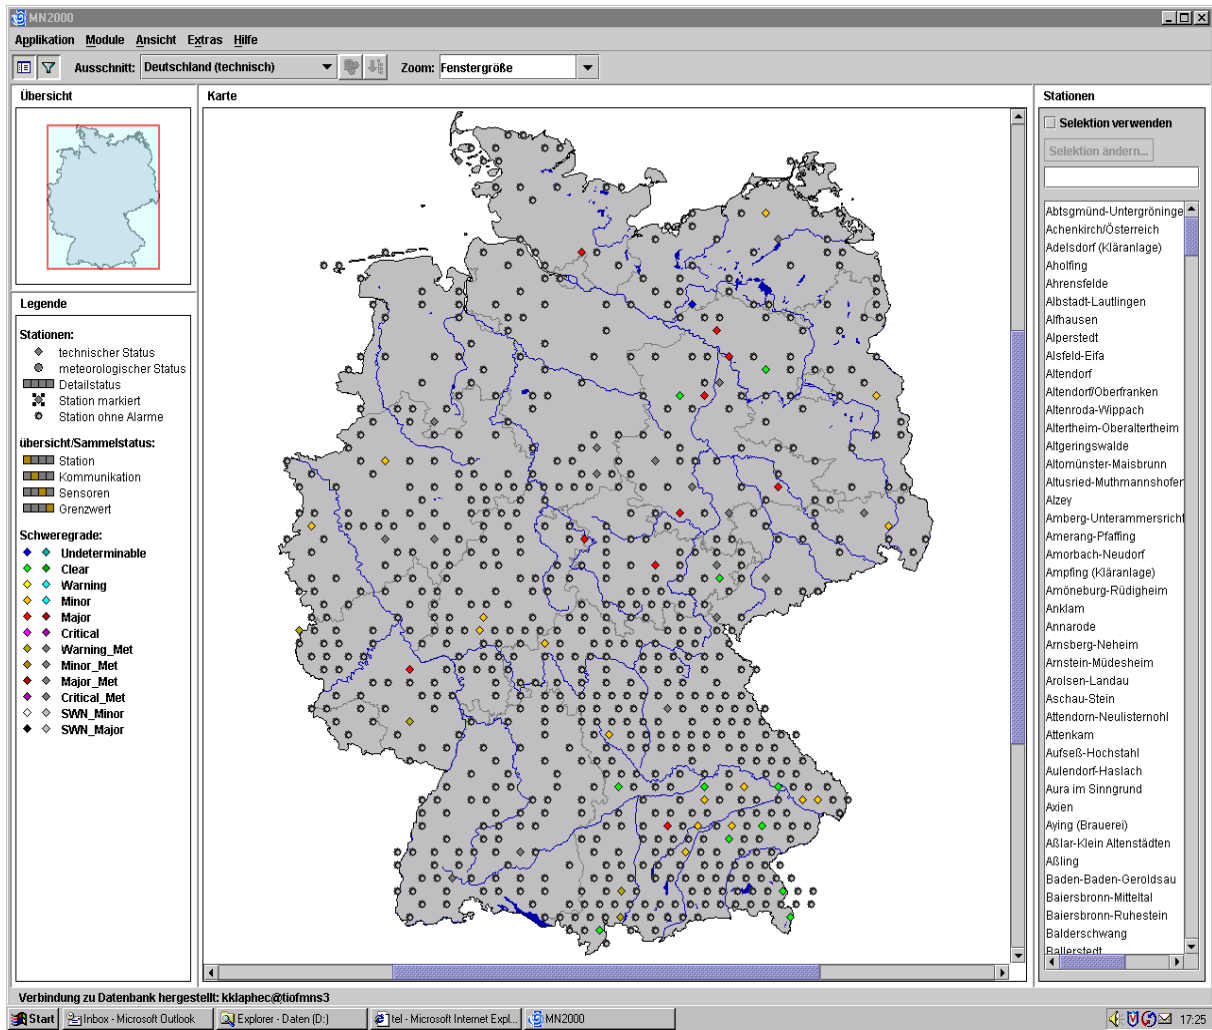 MN2000
Applikation Module Ansicht Extras Hilfe
Ausschnitt: Deutschland (technisch) Zoom: Fenstergröße
Übersicht
Karte
Stationen
Selektion verwenden
Selektion ändern...
Legende
Stationen:
technischer Status
meteorologischer Status
Detailstatus
Station markiert
Station ohne Alarme
übersicht/Sammelstatus:
Station
Kommunikation
Sensoren
Grenzwert
Schweregrade:
Undeterminable
Clear
Warning
Minor
Major
Critical
Warning_Met
Minor_Met
Major_Met
Critical_Met
SWN_Minor
SWN_Major
Abtsgmünd-Untergröninge
Achenkirch/Österreich
Adelsdorf (Kläranlage)
Aholfing
Ahrensfelde
Albstadt-Lautlingen
Alfhausen
Alperstedt
Alsfeld-Eifa
Altendorf
Altendorf/Oberfranken
Altenroda-Wippach
Altertheim-Oberaltertheim
Altgeringswalde
Altomünster-Maisbrunn
Altusried-Muthmannshofen
Alzey
Amberg-Unterammersricht
Amerang-Pfaffing
Amorbach-Neudorf
Ampfing (Kläranlage)
Amöneburg-Rüdigheim
Anklam
Annarode
Arnsberg-Neheim
Arnstein-Müdesheim
Arolsen-Landau
Aschau-Stein
Attendorn-Neulisternohl
Attenkam
Aufseß-Hochstahl
Aulendorf-Haslach
Aura im Sinngrund
Axien
Aying (Brauerei)
Aßlar-Klein Altenstädten
Aßling
Baden-Baden-Geroldsau
Baiersbronn-Mitteltal
Baiersbronn-Ruhestein
Balderschwang
Ballerstedt
Verbindung zu Datenbank hergestellt: kklaphec@tiofmns3
Start Inbox - Microsoft Outlook Explorer - Daten (D:) tel - Microsoft Internet Expl... MN2000 17:25